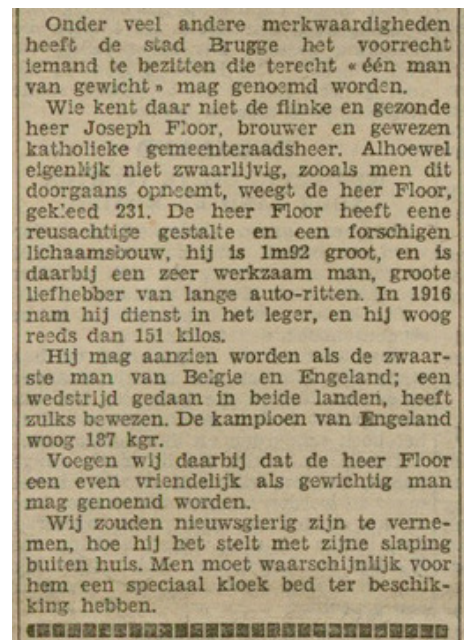 Onder veel andere merkwaardigheden
heeft de stad Brugge het voorrecht
iemand te bezitten die terecht « één man
van gewicht » mag genoemd worden.
Wie kent daar niet de flinke en gezonde
heer Joseph Floor, brouwer en gewezen
katholieke gemeenteraadsheer. Alhoewel
eigenlijk niet zwaarlijvig, zooals men dit
doorgaans opneemt, weegt de heer Floor,
gekleed 231. De heer Floor heeft eene
reusachtige gestalte en een forschigen
lichaamsbouw, hij is 1m92 groot, en is
daarbij een zeer werkzaam man, groote
liefhebber van lange auto-ritten. In 1916
nam hij dienst in het leger, en hij woog
reeds dan 151 kilos.
Hij mag aanzien worden als de zwaar-
ste man van Belgie en Engeland; een
wedstrijd gedaan in beide landen, heeft
zulks bewezen. De kampioen van Engeland
woog 187 kgr.
Voegen wij daarbij dat de heer Floor
een even vriendelijk als gewichtig man
mag genoemd worden.
Wij zouden nieuwsgierig zijn te verne-
men, hoe hij het stelt met zijne slaping
buiten huis. Men moet waarschijnlijk voor
hem een speciaal kloek bed ter beschik-
king hebben.